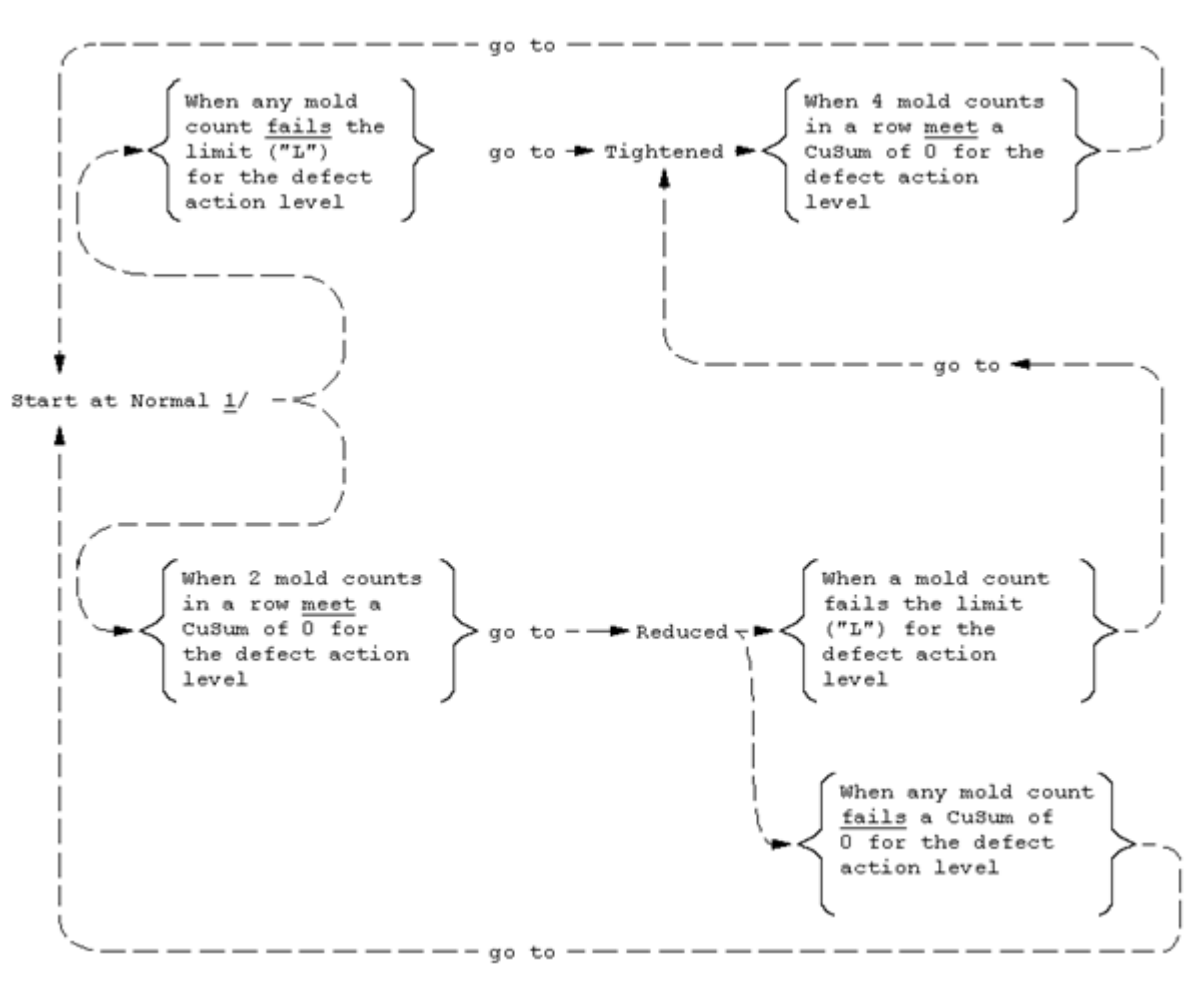 go to
When any mold
count fails the
limit ("L")
for the defect
action level
go to
Tightened
When 4 mold counts
in a row meet a
CuSum of 0 for the
defect action
level
go to
Start at Normal 1/
When 2 mold counts
in a row meet a
CuSum of 0 for
the defect action
level
go to
Reduced
When a mold count
fails the limit
("L") for the
defect action
level
When any mold count
fails a CuSum of
0 for the defect
action level
go to